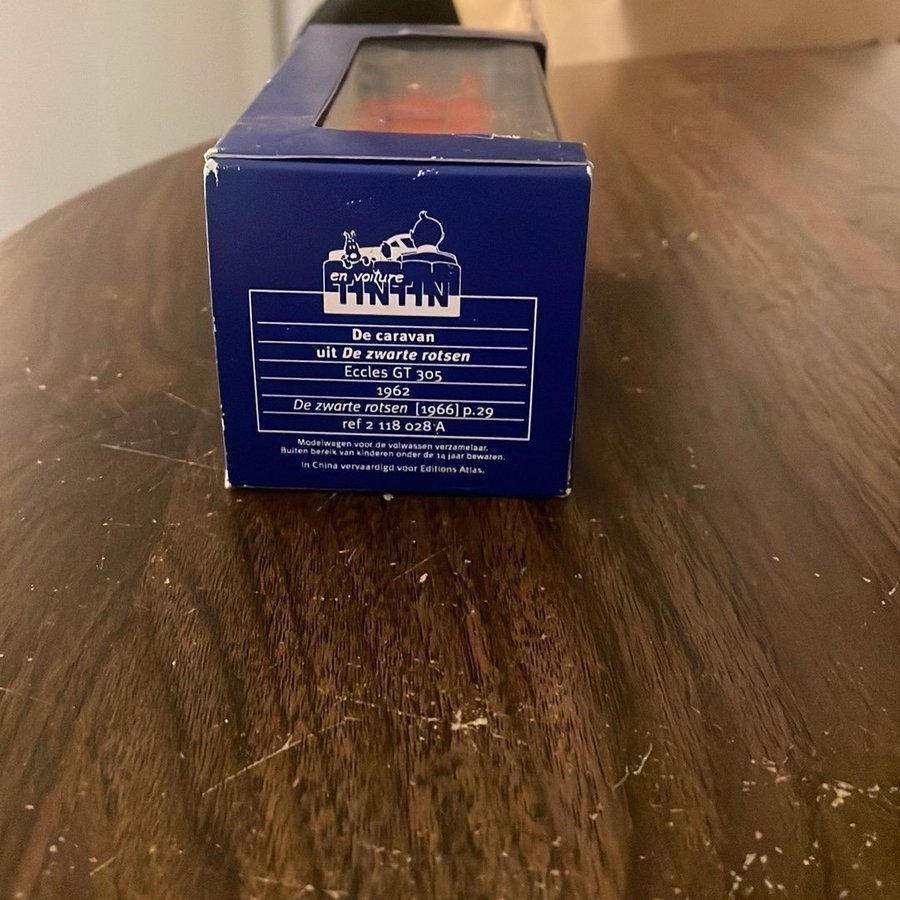 en voiture
TINTIN
De caravan
uit De zwarte rotsen
Eccles GT 305
1962
De zwarte rotsen [1966] p.29
ref 2 118 028 A
Modelwagen voor de volwassen verzamelaar.
Buiten bereik van kinderen onder de 14 jaar bewaren.
In China vervaardigd voor Editions Atlas.